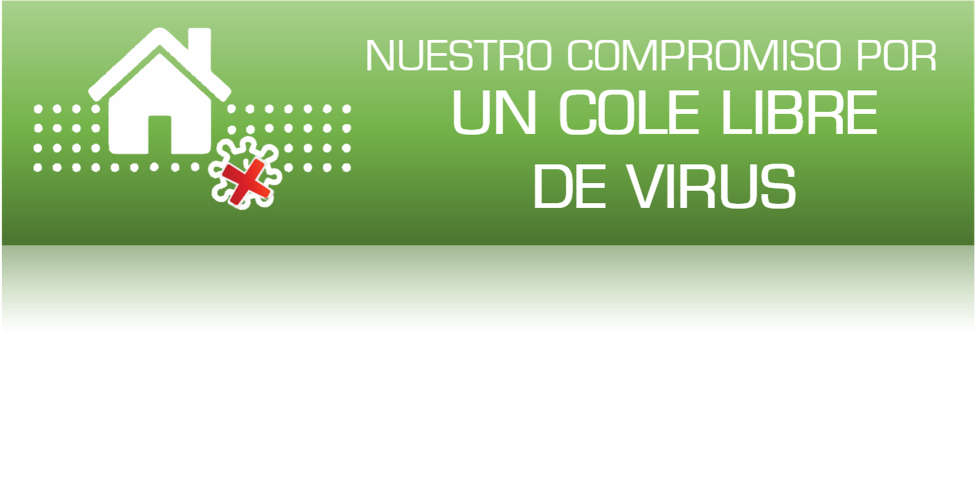 NUESTRO COMPROMISO POR
UN COLE LIBRE
DE VIRUS